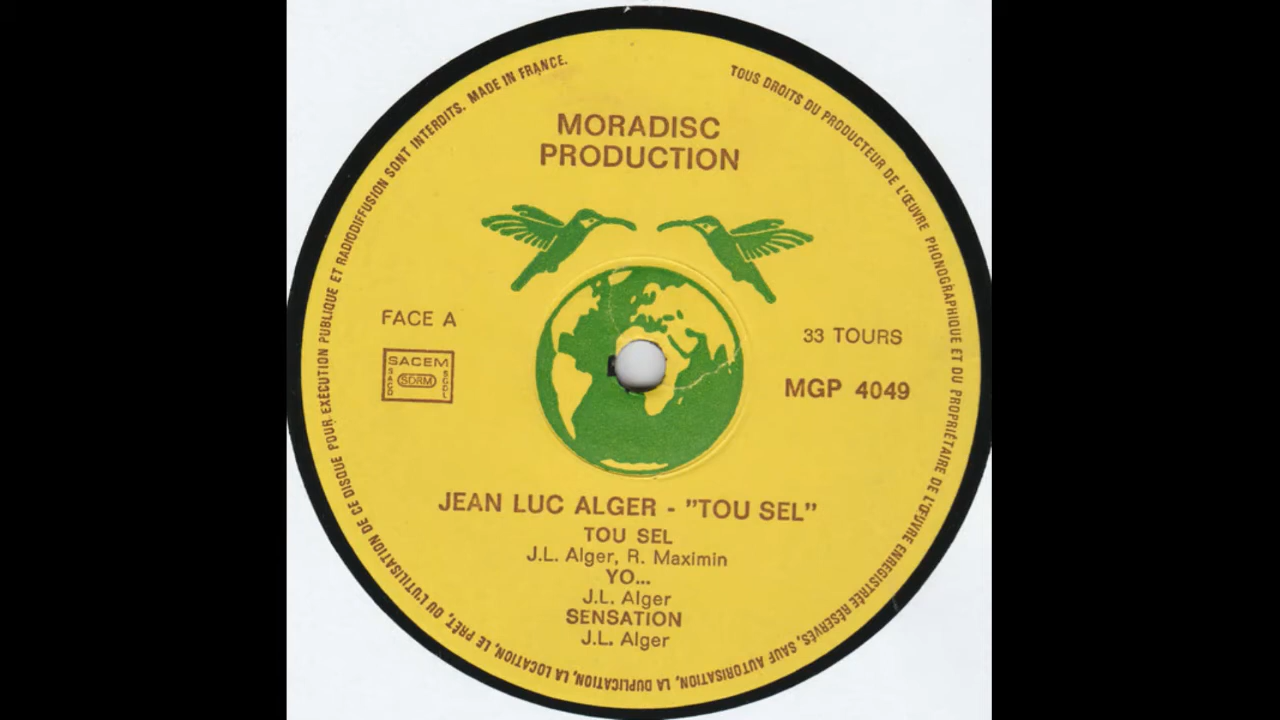 TOUS DROITS DU PRODUCTEUR DE L'ŒUVRE PHONOGRAPHIQUE ET DU PROPRIÉTAIRE DE L'ŒUVRE ENREGISTRÉE RÉSERVÉS, SAUF AUTORISATION, LA DUPLICATION, LA LOCATION, LE PRÊT, OU L'UTILISATION DE CE DISQUE POUR EXÉCUTION PUBLIQUE ET RADIODIFFUSION SONT INTERDITS. MADE IN FRANCE.
MORADISC
PRODUCTION
FACE A
33 TOURS
SACEM
SACD
SDRM
SGDL
MGP 4049
JEAN LUC ALGER - "TOU SEL"
TOU SEL
J.L. Alger, R. Maximin
YO...
J.L. Alger
SENSATION
J.L. Alger